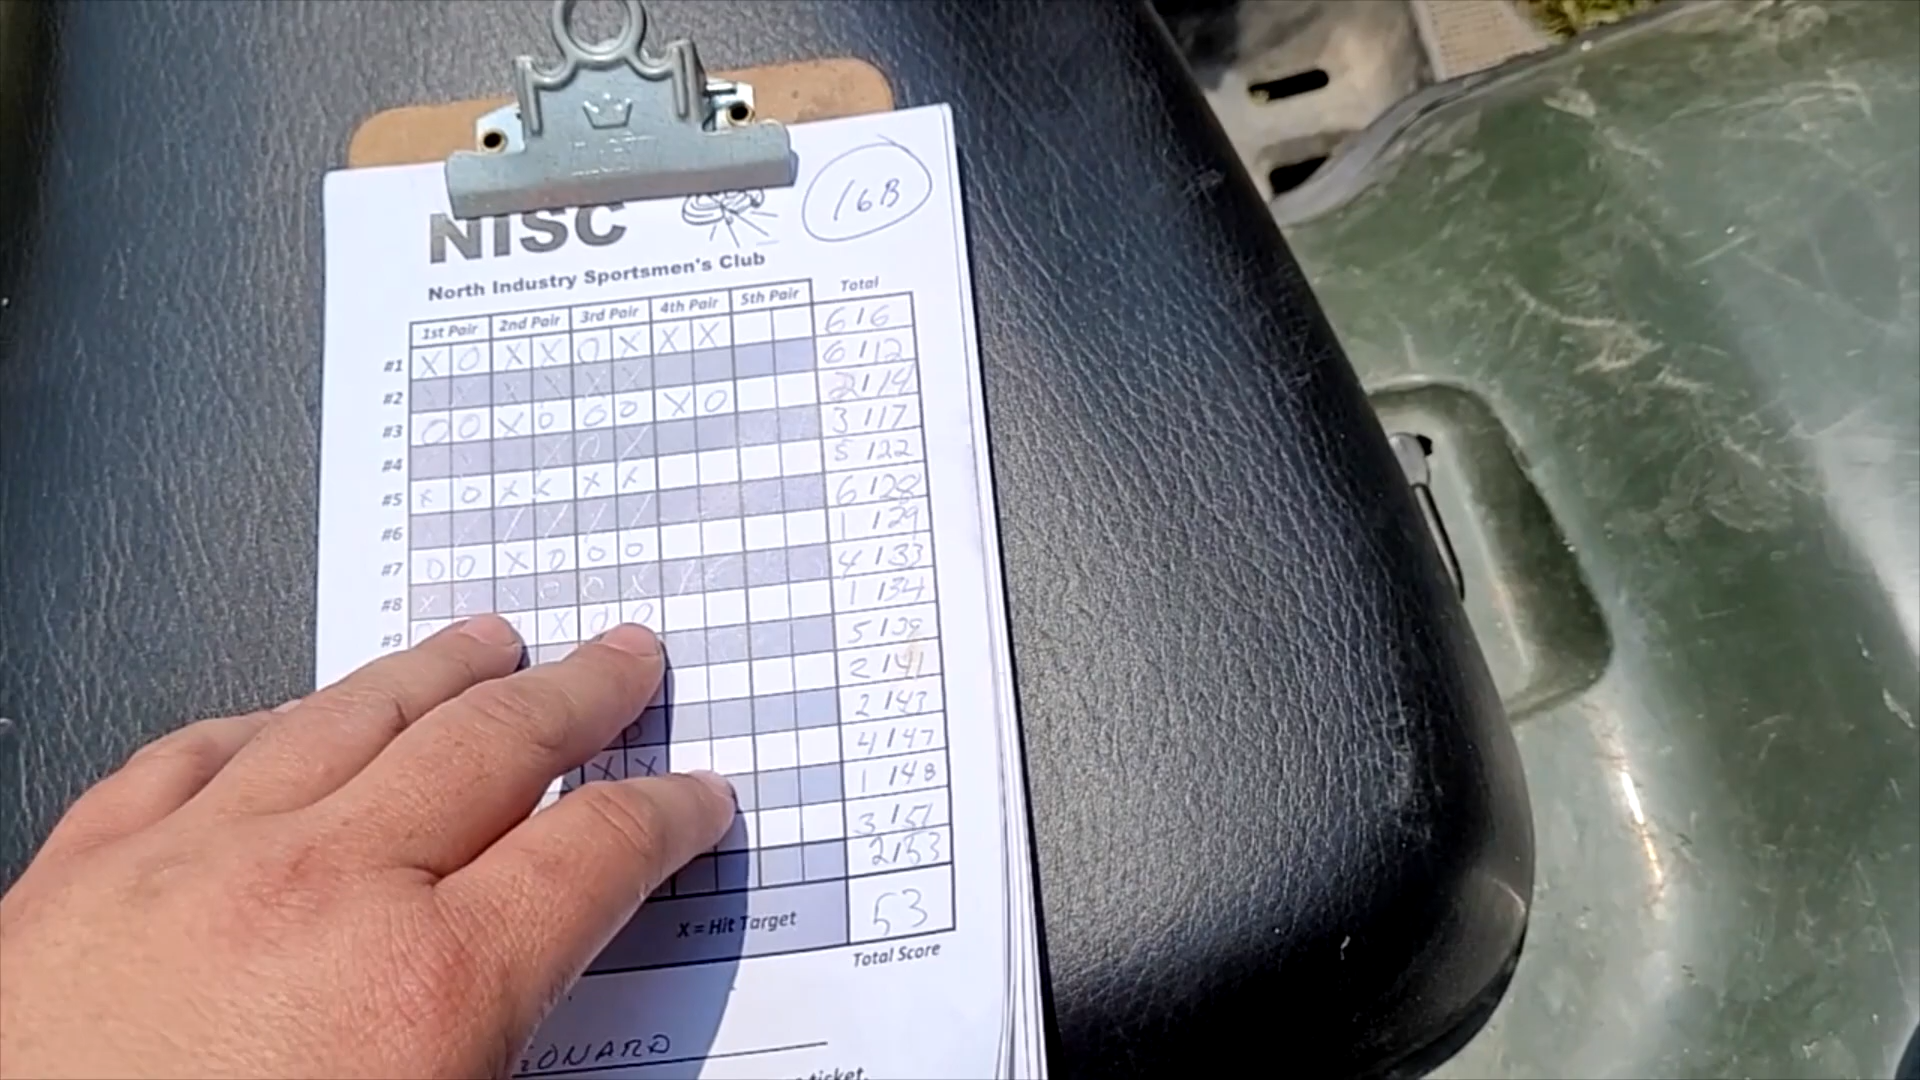 16B
NISC
North Industry Sportsmen's Club
1st Pair 2nd Pair 3rd Pair 4th Pair 5th Pair Total
#1 X O X X O X X X 6 / 6
#2 6 / 12
#3 O O X O O O X O 2 / 14
#4 3 / 17
#5 X O X X X X 5 / 22
#6 6 / 28
#7 O O X O O O 1 / 29
#8 X X X O O X 4 / 33
#9 X O O 1 / 34
5 / 39
2 / 41
2 / 43
4 / 47
X X 1 / 48
3 / 51
2 / 53
X = Hit Target 53
Total Score
ONARD
ticket.